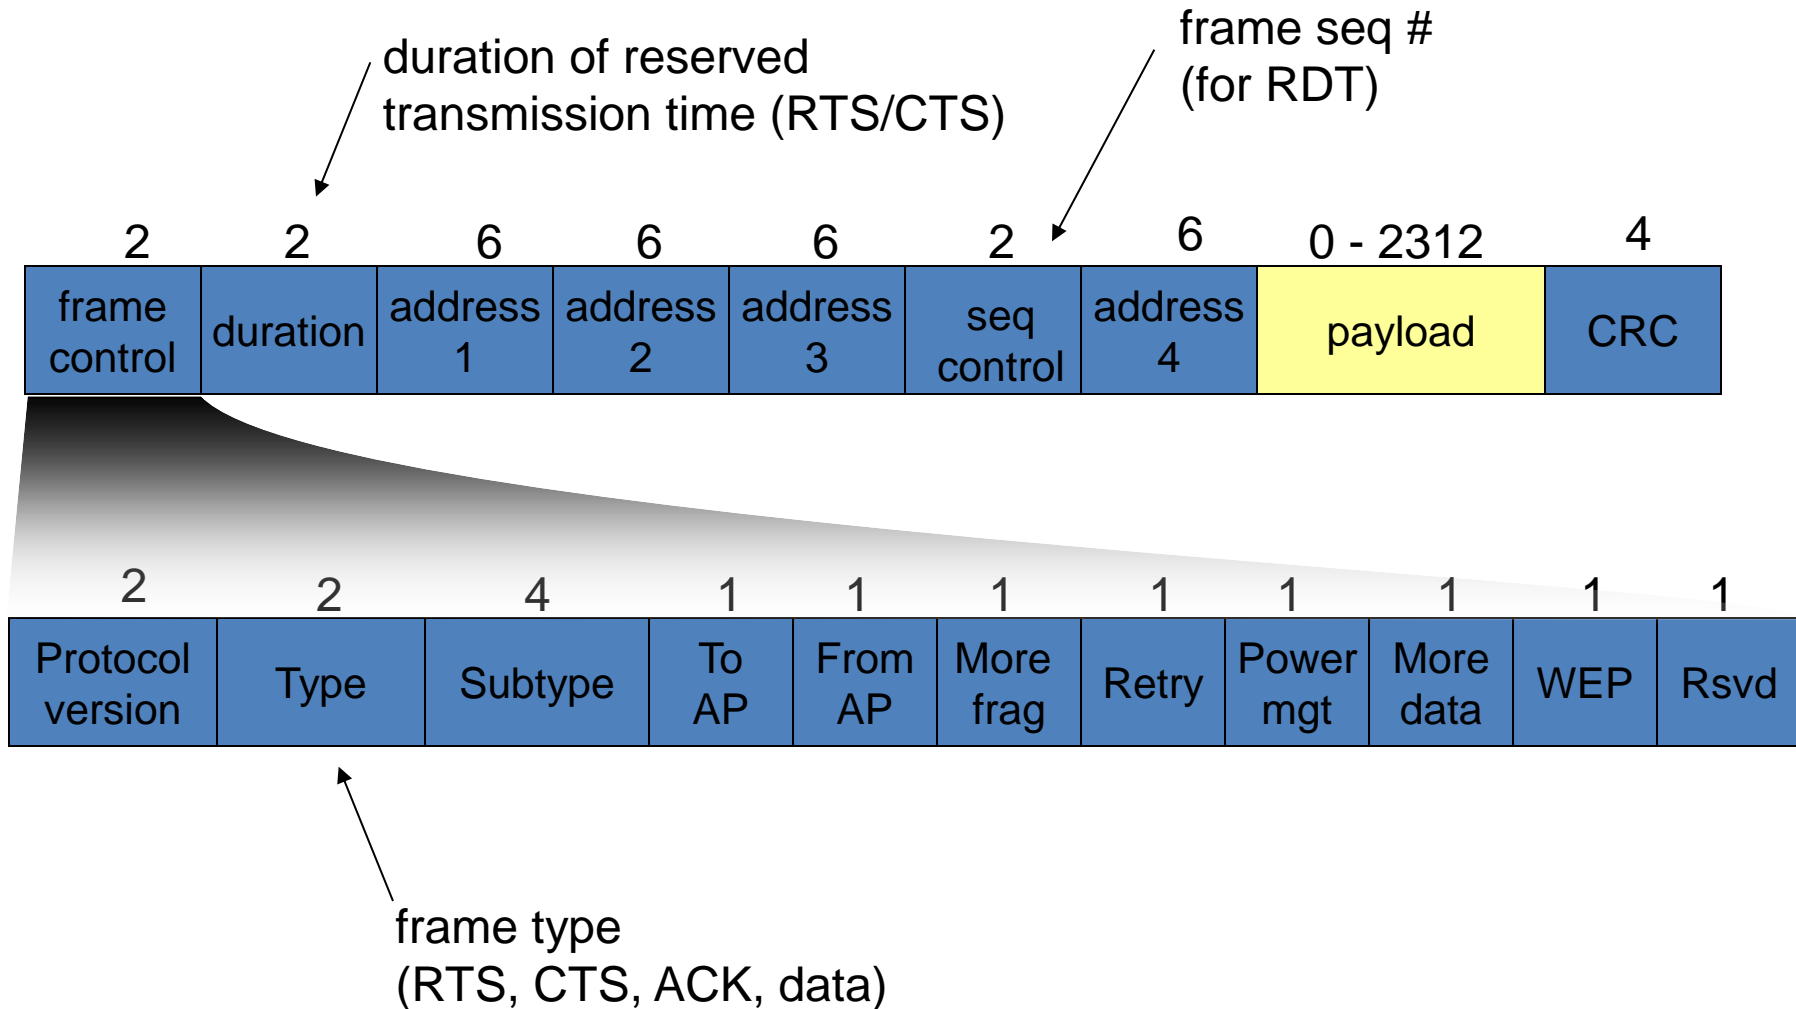 duration of reserved
transmission time (RTS/CTS)
frame seq #
(for RDT)
2 2 6 6 6 2 6 0 - 2312 4
frame
control
duration
address
1
address
2
address
3
seq
control
address
4
payload
CRC
2 2 4 1 1 1 1 1 1 1 1
Protocol
version
Type
Subtype
To
AP
From
AP
More
frag
Retry
Power
mgt
More
data
WEP
Rsvd
frame type
(RTS, CTS, ACK, data)